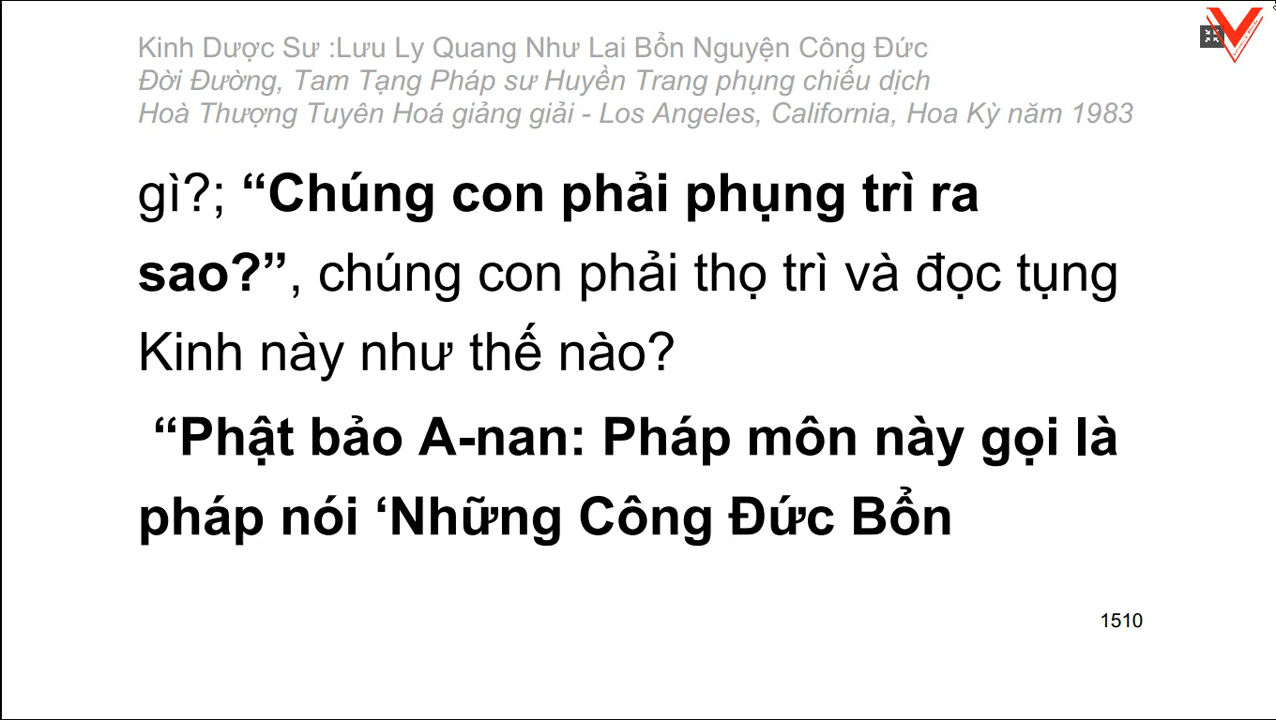 Kinh Dược Sư :Lưu Ly Quang Như Lai Bổn Nguyện Công Đức
Đời Đường, Tam Tạng Pháp sư Huyền Trang phụng chiếu dịch
Hoà Thượng Tuyên Hoá giảng giải - Los Angeles, California, Hoa Kỳ năm 1983
gì?; “Chúng con phải phụng trì ra
sao?”, chúng con phải thọ trì và đọc tụng
Kinh này như thế nào?
“Phật bảo A-nan: Pháp môn này gọi là
pháp nói ‘Những Công Đức Bổn
1510